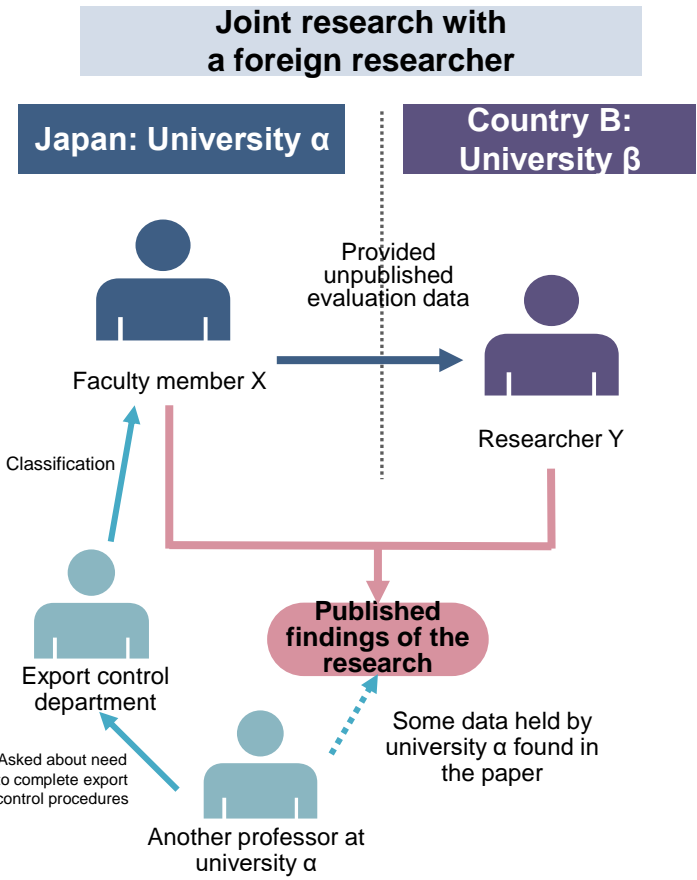 Joint research with
a foreign researcher
Japan: University α
Country B:
University β
Provided
unpublished
evaluation data
Faculty member X
Researcher Y
Classification
Published
findings of the
research
Export control
department
Some data held by
university α found in
the paper
Asked about need
to complete export
control procedures
Another professor at
university α